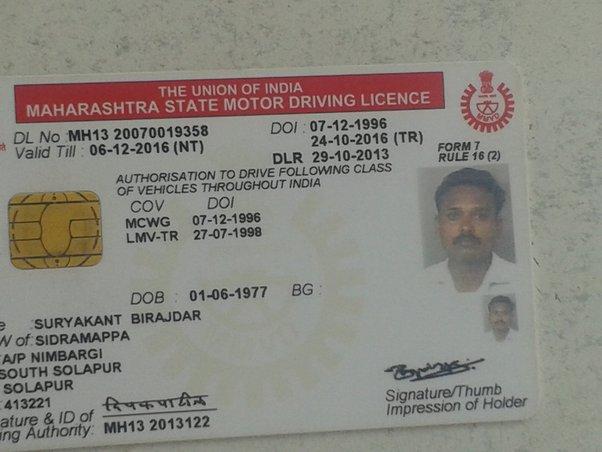 THE UNION OF INDIA
MAHARASHTRA STATE MOTOR DRIVING LICENCE
DL No : MH13 20070019358 DOI : 07-12-1996
Valid Till : 06-12-2016 (NT) 24-10-2016 (TR)
DLR 29-10-2013
FORM 7
RULE 16 (2)
AUTHORISATION TO DRIVE FOLLOWING CLASS
OF VEHICLES THROUGHOUT INDIA
COV DOI
MCWG 07-12-1996
LMV-TR 27-07-1998
DOB : 01-06-1977 BG :
e SURYAKANT BIRAJDAR
W of: SIDRAMAPPA
A/P NIMBARGI
SOUTH SOLAPUR
SOLAPUR
: 413221
ature & ID of
ing Authority: MH13 2013122
Signature/Thumb
Impression of Holder